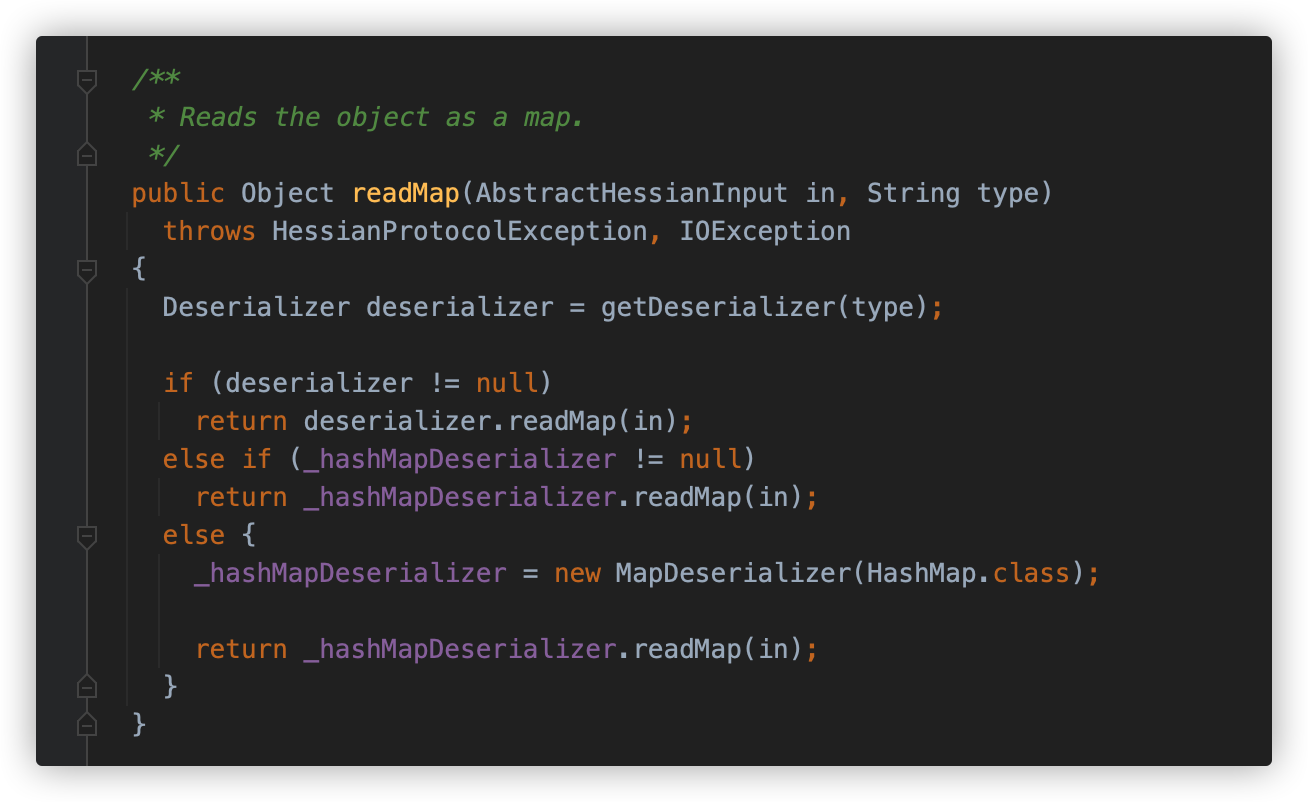 /**
 * Reads the object as a map.
 */
public Object readMap(AbstractHessianInput in, String type)
  throws HessianProtocolException, IOException
{
  Deserializer deserializer = getDeserializer(type);

  if (deserializer != null)
    return deserializer.readMap(in);
  else if (_hashMapDeserializer != null)
    return _hashMapDeserializer.readMap(in);
  else {
    _hashMapDeserializer = new MapDeserializer(HashMap.class);

    return _hashMapDeserializer.readMap(in);
  }
}